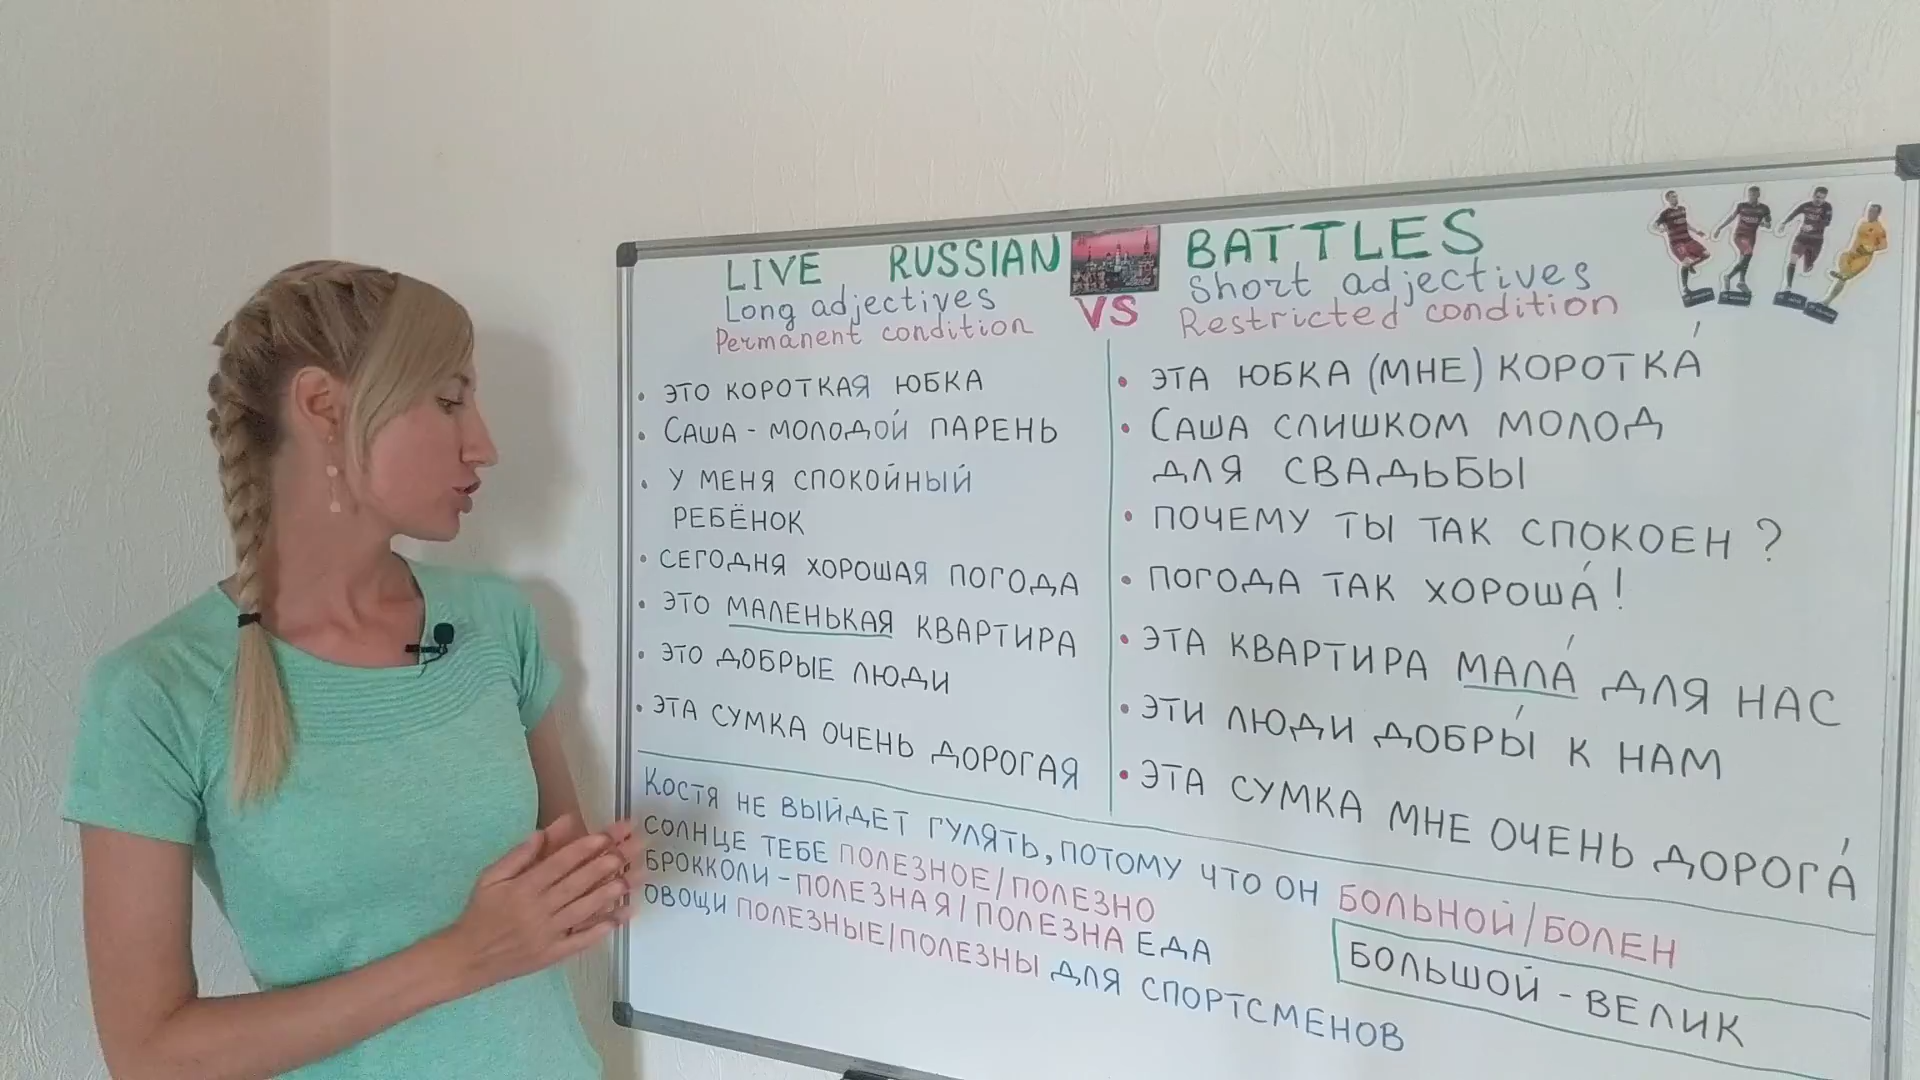 LIVE RUSSIAN BATTLES
Long adjectives VS Short adjectives
Permanent condition Restricted condition
• ЭТО КОРОТКАЯ ЮБКА
• САША - МОЛОДО́Й ПАРЕНЬ
• У МЕНЯ СПОКОЙНЫЙ
РЕБЁНОК
• СЕГОДНЯ ХОРОШАЯ ПОГОДА
• ЭТО МАЛЕНЬКАЯ КВАРТИРА
• ЭТО ДОБРЫЕ ЛЮДИ
• ЭТА СУМКА ОЧЕНЬ ДОРОГАЯ
• ЭТА ЮБКА (МНЕ) КОРОТКА́
• САША СЛИШКОМ МОЛОД
ДЛЯ СВАДЬБЫ
• ПОЧЕМУ ТЫ ТАК СПОКОЕН ?
• ПОГОДА ТАК ХОРОША́ !
• ЭТА КВАРТИРА МАЛА́ ДЛЯ НАС
• ЭТИ ЛЮДИ ДОБРЫ́ К НАМ
• ЭТА СУМКА МНЕ ОЧЕНЬ ДОРОГА́
КОСТЯ НЕ ВЫЙДЕТ ГУЛЯТЬ, ПОТОМУ ЧТО ОН БОЛЬНОЙ/БОЛЕН
СОЛНЦЕ ТЕБЕ ПОЛЕЗНОЕ/ПОЛЕЗНО
БРОККОЛИ - ПОЛЕЗНАЯ/ПОЛЕЗНА ЕДА
ОВОЩИ ПОЛЕЗНЫЕ/ПОЛЕЗНЫ ДЛЯ СПОРТСМЕНОВ
БОЛЬШОЙ - ВЕЛИК